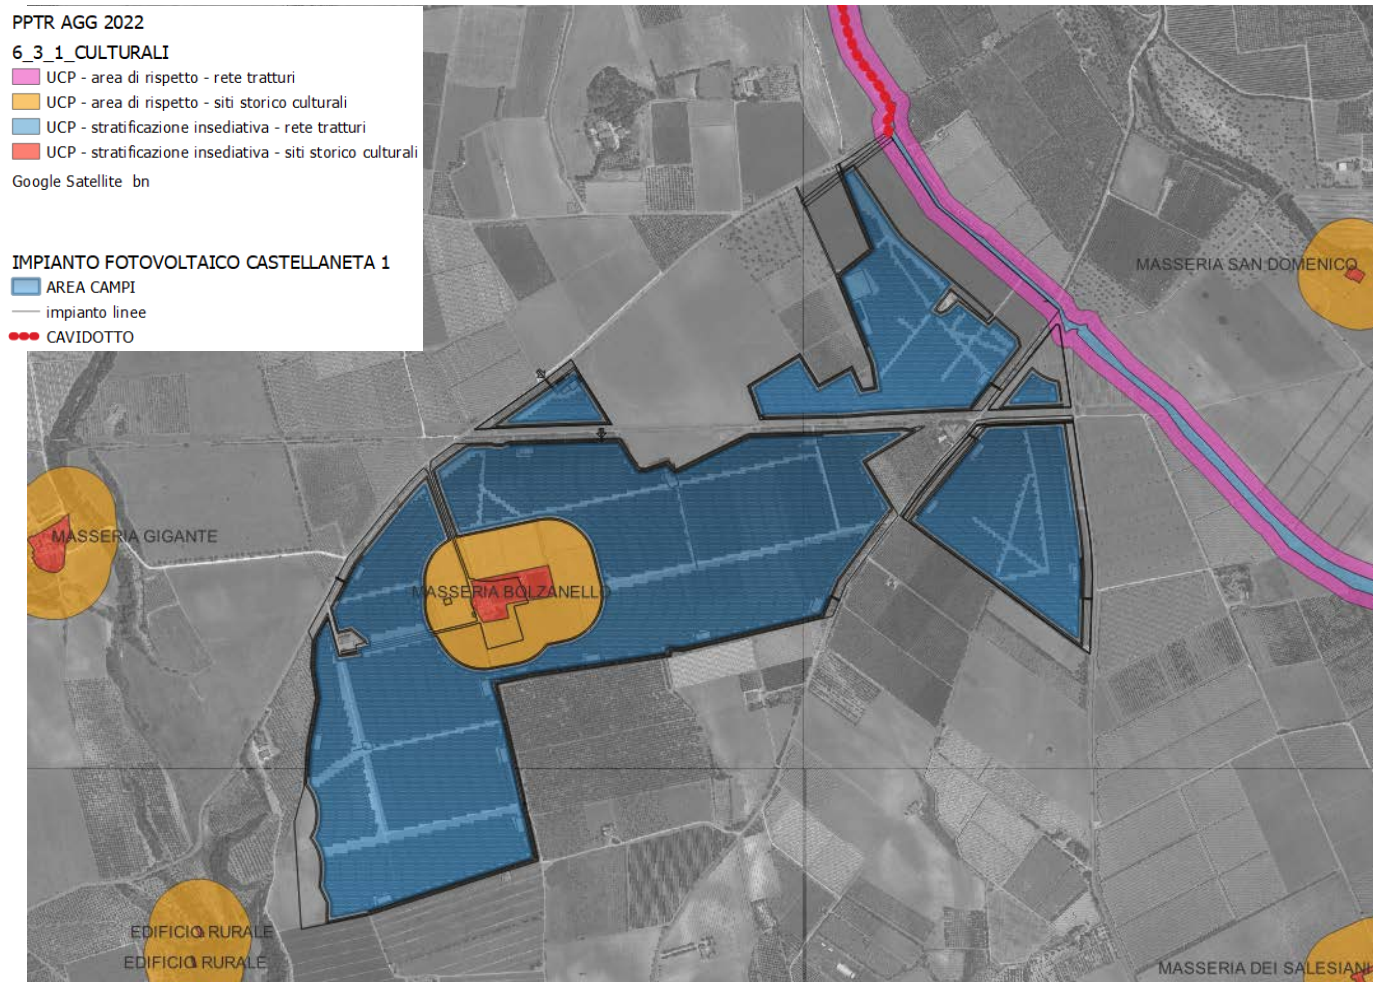 PPTR AGG 2022
6_3_1_CULTURALI
UCP - area di rispetto - rete tratturi
UCP - area di rispetto - siti storico culturali
UCP - stratificazione insediativa - rete tratturi
UCP - stratificazione insediativa - siti storico culturali
Google Satellite bn
IMPIANTO FOTOVOLTAICO CASTELLANETA 1
AREA CAMPI
impianto linee
CAVIDOTTO
MASSERIA SAN DOMENICO
MASSERIA GIGANTE
MASSERIA BOLZANELLO
EDIFICIO RURALE
EDIFICIO RURALE
MASSERIA DEI SALESIANI